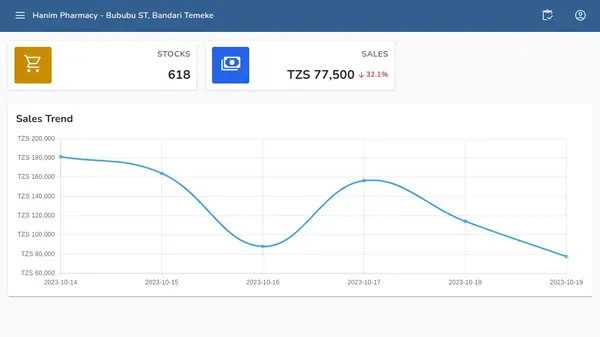 Hanim Pharmacy - Bububu ST, Bandari Temeke
STOCKS
618
SALES
TZS 77,500 ↓ 32.1%
Sales Trend
TZS 200,000
TZS 180,000
TZS 160,000
TZS 140,000
TZS 120,000
TZS 100,000
TZS 80,000
TZS 60,000
2023-10-14 2023-10-15 2023-10-16 2023-10-17 2023-10-18 2023-10-19